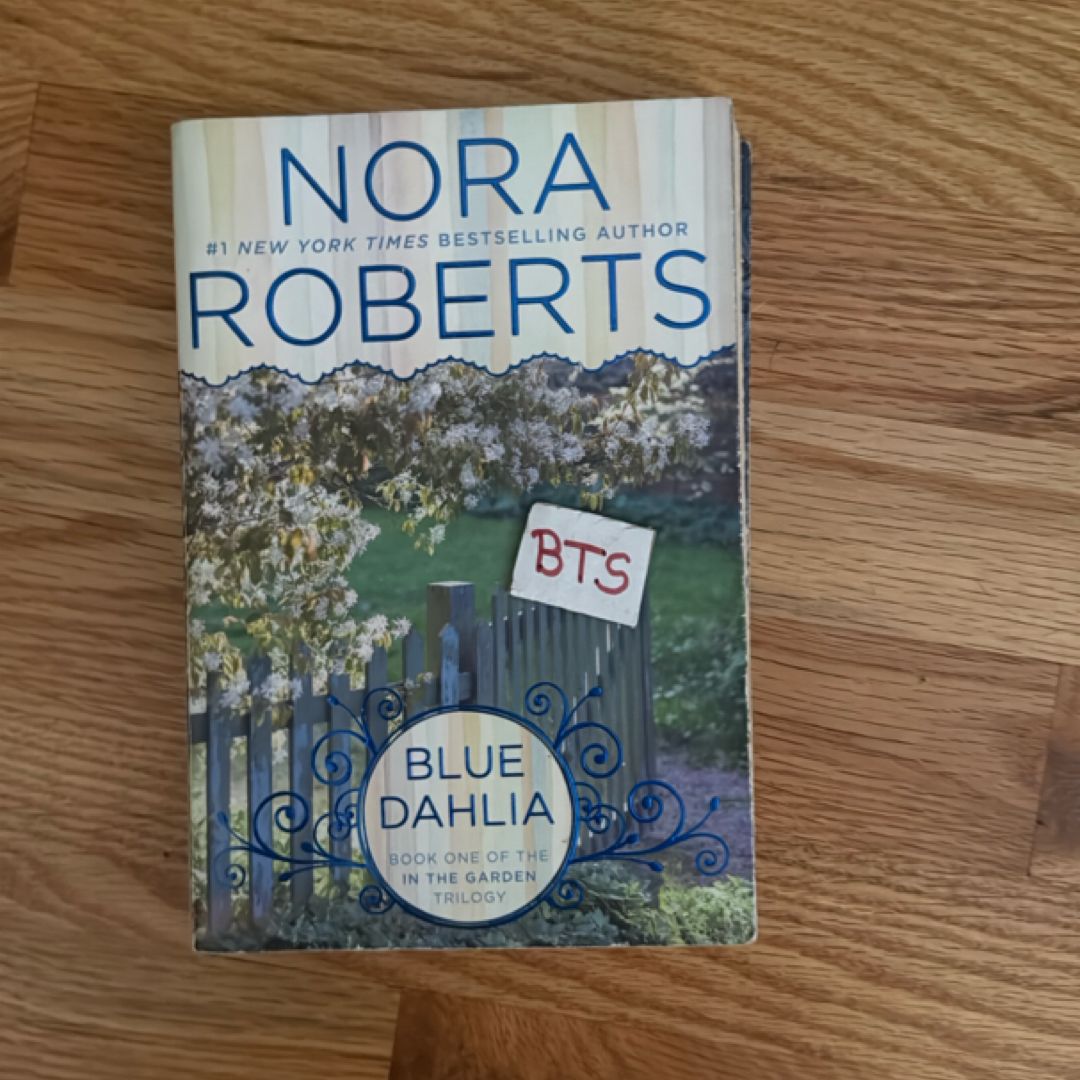 NORA
#1 NEW YORK TIMES BESTSELLING AUTHOR
ROBERTS
BTS
BLUE
DAHLIA
BOOK ONE OF THE
IN THE GARDEN
TRILOGY